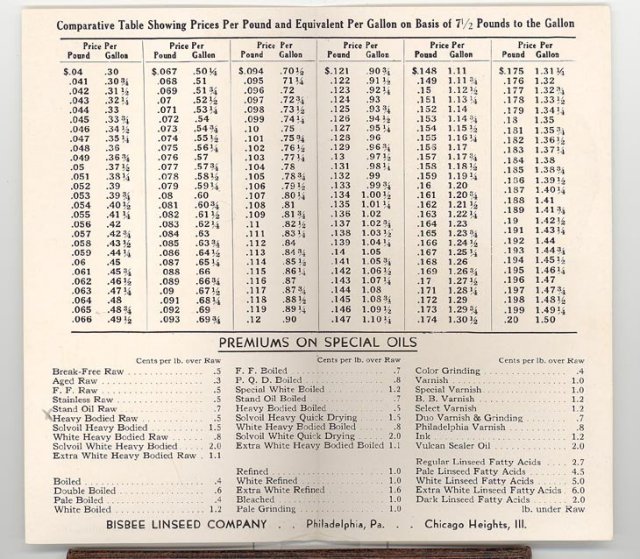 Comparative Table Showing Prices Per Pound and Equivalent Per Gallon on Basis of 7½ Pounds to the Gallon
Price Per Price Per Price Per Price Per Price Per Price Per
Pound Gallon Pound Gallon Pound Gallon Pound Gallon Pound Gallon Pound Gallon
$.04 .30 $.067 .50¼ $.094 .70½ $.121 .90¾ $.148 1.11 $.175 1.31¼
.041 .30¾ .068 .51 .095 .71¼ .122 .91½ .149 1.11¾ .176 1.32
.042 .31½ .069 .51¾ .096 .72 .123 .92¼ .15 1.12½ .177 1.32¾
.043 .32¼ .07 .52½ .097 .72¾ .124 .93 .151 1.13¼ .178 1.33½
.044 .33 .071 .53¼ .098 .73½ .125 .93¾ .152 1.14 .179 1.34¼
.045 .33¾ .072 .54 .099 .74¼ .126 .94½ .153 1.14¾ .18 1.35
.046 .34½ .073 .54¾ .10 .75 .127 .95¼ .154 1.15½ .181 1.35¾
.047 .35¼ .074 .55½ .101 .75¾ .128 .96 .155 1.16¼ .182 1.36½
.048 .36 .075 .56¼ .102 .76½ .129 .96¾ .156 1.17 .183 1.37¼
.049 .36¾ .076 .57 .103 .77¼ .13 .97½ .157 1.17¾ .184 1.38
.05 .37½ .077 .57¾ .104 .78 .131 .98¼ .158 1.18½ .185 1.38¾
.051 .38¼ .078 .58½ .105 .78¾ .132 .99 .159 1.19¼ .186 1.39½
.052 .39 .079 .59¼ .106 .79½ .133 .99¾ .16 1.20 .187 1.40¼
.053 .39¾ .08 .60 .107 .80¼ .134 1.00½ .161 1.20¾ .188 1.41
.054 .40½ .081 .60¾ .108 .81 .135 1.01¼ .162 1.21½ .189 1.41¾
.055 .41¼ .082 .61½ .109 .81¾ .136 1.02 .163 1.22¼ .19 1.42½
.056 .42 .083 .62¼ .11 .82½ .137 1.02¾ .164 1.23 .191 1.43¼
.057 .42¾ .084 .63 .111 .83¼ .138 1.03½ .165 1.23¾ .192 1.44
.058 .43½ .085 .63¾ .112 .84 .139 1.04¼ .166 1.24½ .193 1.44¾
.059 .44¼ .086 .64½ .113 .84¾ .14 1.05 .167 1.25¼ .194 1.45½
.06 .45 .087 .65¼ .114 .85½ .141 1.05¾ .168 1.26 .195 1.46¼
.061 .45¾ .088 .66 .115 .86¼ .142 1.06½ .169 1.26¾ .196 1.47
.062 .46½ .089 .66¾ .116 .87 .143 1.07¼ .17 1.27½ .197 1.47¾
.063 .47¼ .09 .67½ .117 .87¾ .144 1.08 .171 1.28¼ .198 1.48½
.064 .48 .091 .68¼ .118 .88½ .145 1.08¾ .172 1.29 .199 1.49¼
.065 .48¾ .092 .69 .119 .89¼ .146 1.09½ .173 1.29¾ .20 1.50
.066 .49½ .093 .69¾ .12 .90 .147 1.10¼ .174 1.30½
PREMIUMS ON SPECIAL OILS
Cents per lb. over Raw
Break-Free Raw .5
Aged Raw .3
F. F. Raw .5
Stainless Raw .5
Stand Oil Raw .7
Heavy Bodied Raw .5
Solvoil Heavy Bodied 1.5
White Heavy Bodied Raw .8
Solvoil White Heavy Bodied 2.0
Extra White Heavy Bodied Raw 1.1
Boiled .4
Double Boiled .6
Pale Boiled .4
White Boiled 1.2
Cents per lb. over Raw
F. F. Boiled .7
P. Q. D. Boiled .8
Special White Boiled 1.2
Stand Oil Boiled .7
Heavy Bodied Boiled .5
Solvoil Heavy Quick Drying 1.5
White Heavy Bodied Boiled .8
Solvoil White Quick Drying 2.0
Extra White Heavy Bodied Boiled 1.1
Refined 1.0
White Refined 1.0
Extra White Refined 1.6
Bleached 1.0
Pale Grinding 1.0
Cents per lb. over Raw
Color Grinding .4
Varnish 1.0
Special Varnish 1.0
B. B. Varnish 1.2
Select Varnish 1.2
Duo Varnish & Grinding .7
Philadelphia Varnish .8
Ink 1.2
Vulcan Sealer Oil 2.0
Regular Linseed Fatty Acids 2.7
Pale Linseed Fatty Acids 4.5
White Linseed Fatty Acids 5.0
Extra White Linseed Fatty Acids 6.0
Dark Linseed Fatty Acids 2.0
lb. under Raw
BISBEE LINSEED COMPANY . . Philadelphia, Pa. . . Chicago Heights, Ill.